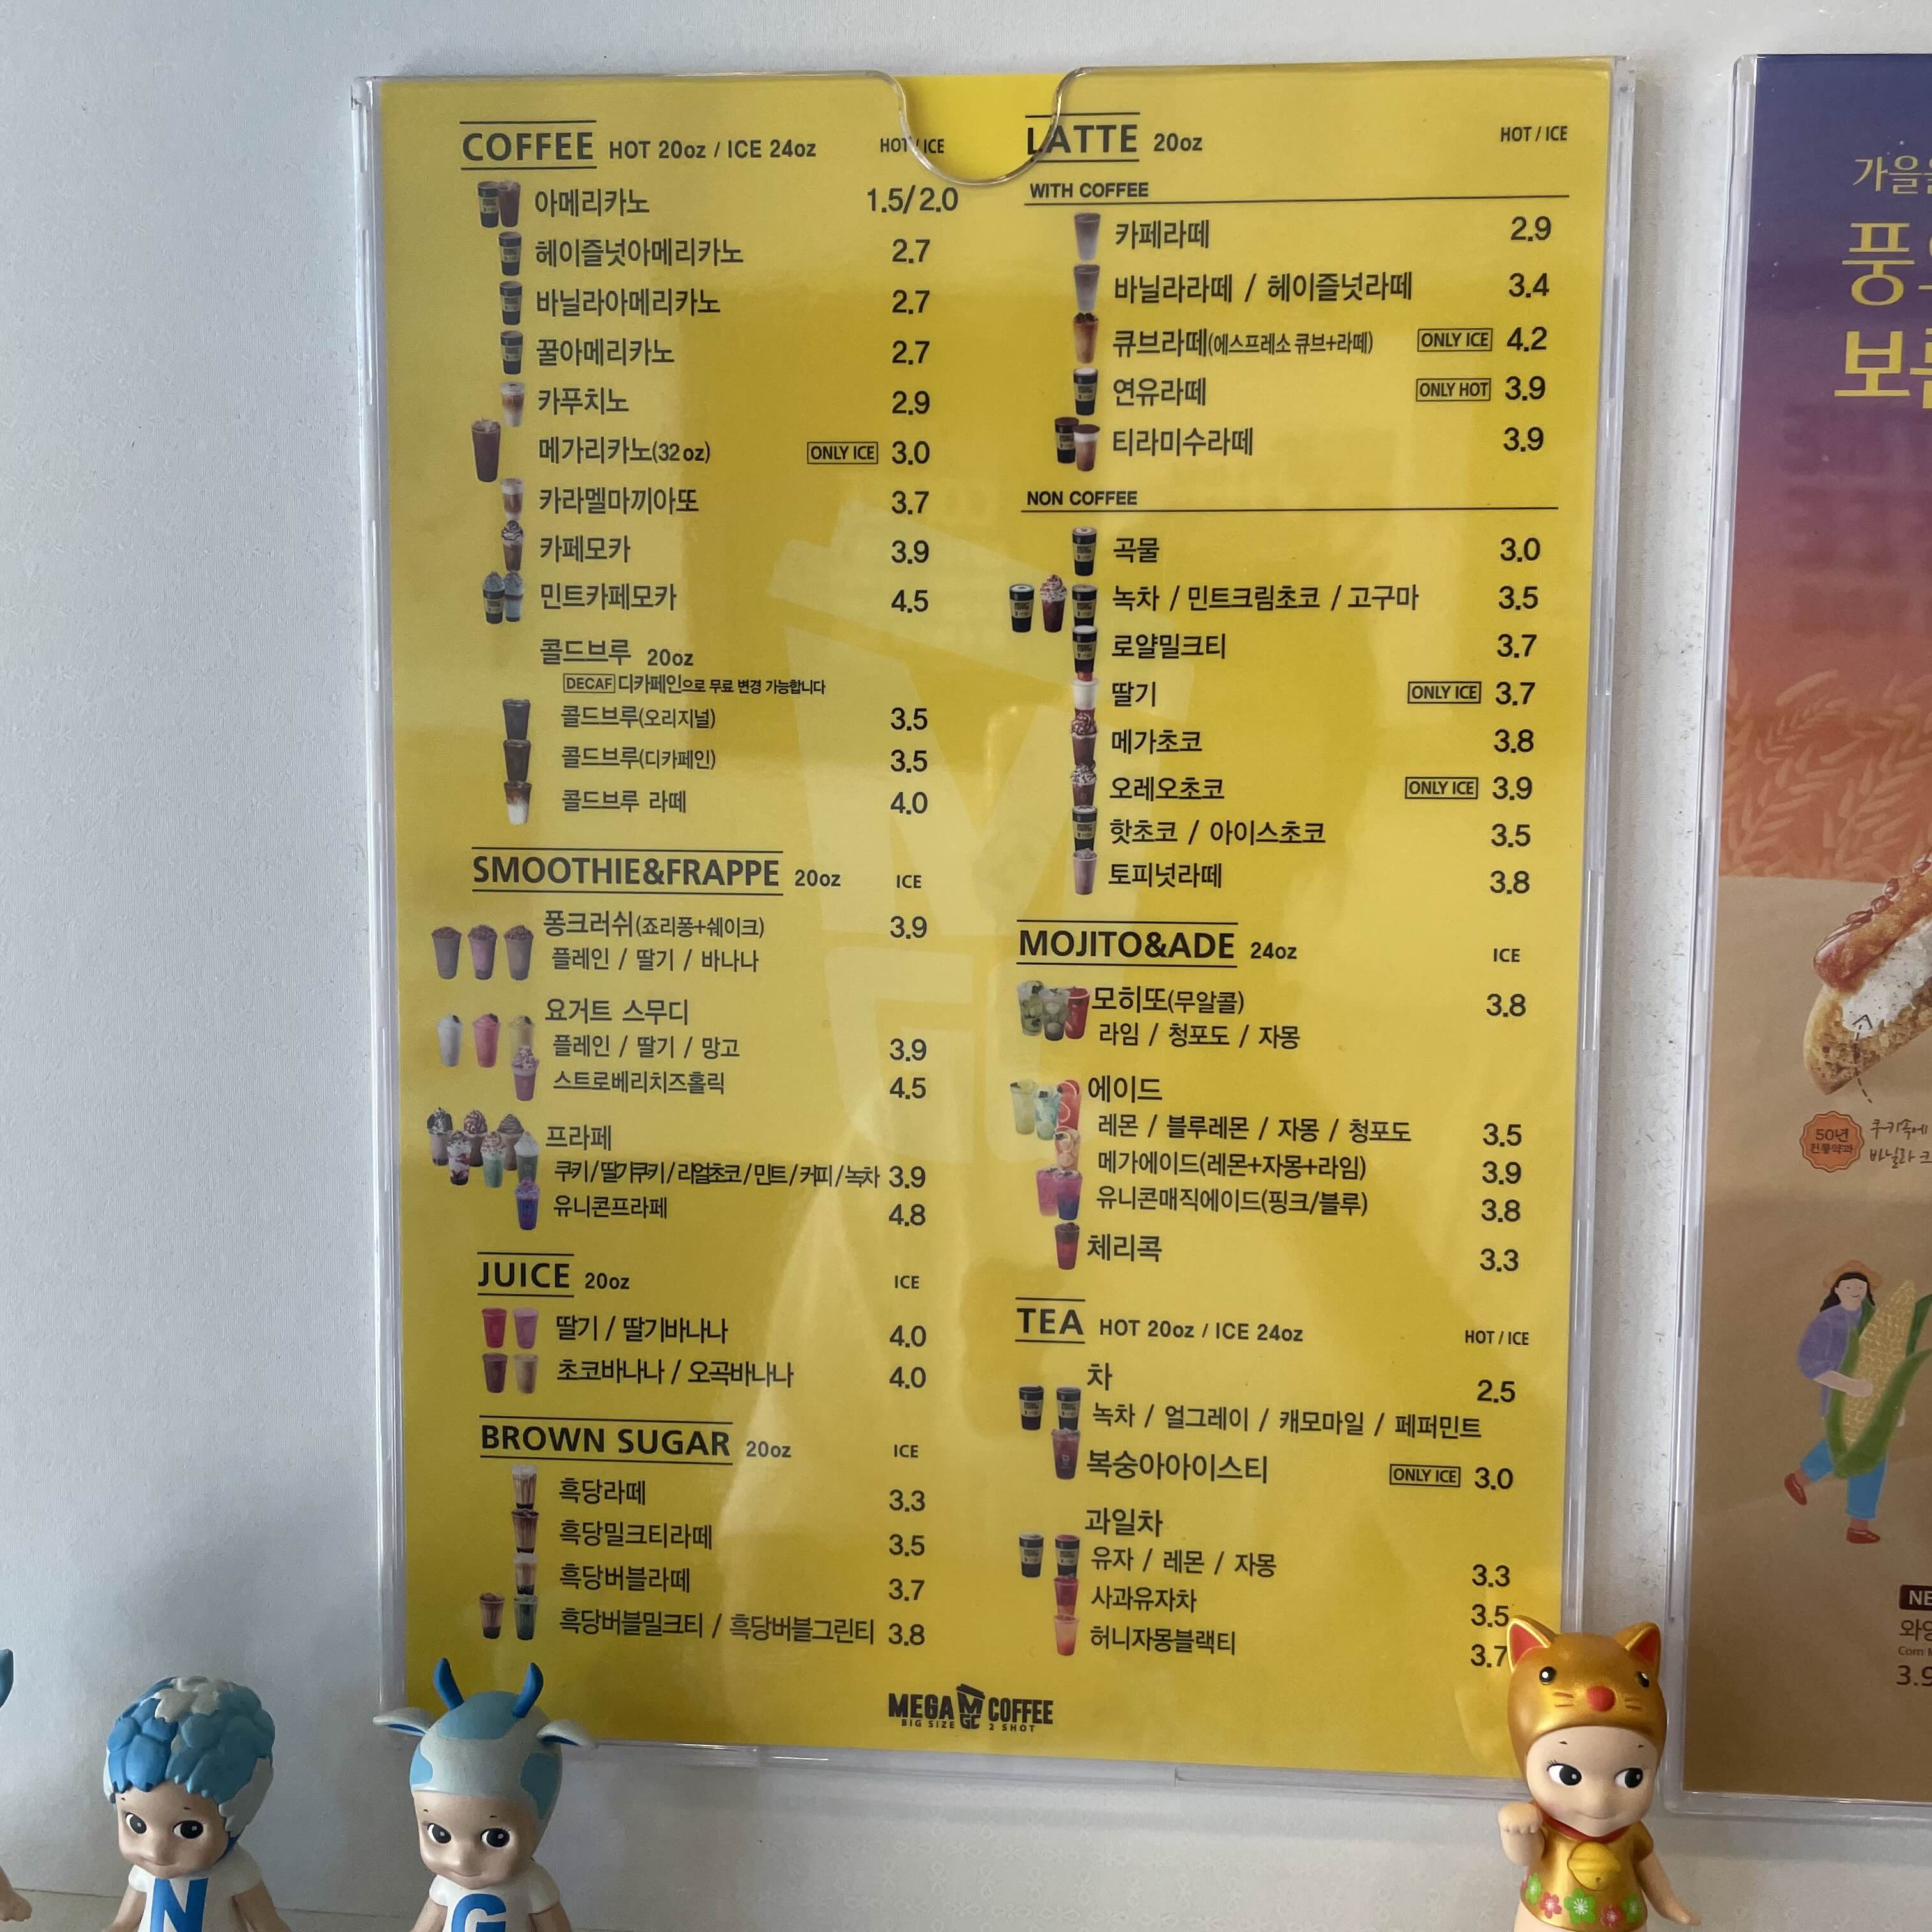 COFFEE HOT 20oz / ICE 24oz HOT / ICE
아메리카노 1.5/2.0
헤이즐넛아메리카노 2.7
바닐라아메리카노 2.7
꿀아메리카노 2.7
카푸치노 2.9
메가리카노(32oz) ONLY ICE 3.0
카라멜마끼아또 3.7
카페모카 3.9
민트카페모카 4.5
콜드브루 20oz
DECAF 디카페인으로 무료 변경 가능합니다
콜드브루(오리지널) 3.5
콜드브루(디카페인) 3.5
콜드브루 라떼 4.0
SMOOTHIE&FRAPPE 20oz ICE
퐁크러쉬(죠리퐁+쉐이크) 3.9
플레인 / 딸기 / 바나나
요거트 스무디
플레인 / 딸기 / 망고 3.9
스트로베리치즈홀릭 4.5
프라페
쿠키/딸기쿠키/리얼초코/민트/커피/녹차 3.9
유니콘프라페 4.8
JUICE 20oz ICE
딸기 / 딸기바나나 4.0
초코바나나 / 오곡바나나 4.0
BROWN SUGAR 20oz ICE
흑당라떼 3.3
흑당밀크티라떼 3.5
흑당버블라떼 3.7
흑당버블밀크티 / 흑당버블그린티 3.8
LATTE 20oz HOT / ICE
WITH COFFEE
카페라떼 2.9
바닐라라떼 / 헤이즐넛라떼 3.4
큐브라떼(에스프레소 큐브+라떼) ONLY ICE 4.2
연유라떼 ONLY HOT 3.9
티라미수라떼 3.9
NON COFFEE
곡물 3.0
녹차 / 민트크림초코 / 고구마 3.5
로얄밀크티 3.7
딸기 ONLY ICE 3.7
메가초코 3.8
오레오초코 ONLY ICE 3.9
핫초코 / 아이스초코 3.5
토피넛라떼 3.8
MOJITO&ADE 24oz ICE
모히또(무알콜) 3.8
라임 / 청포도 / 자몽
에이드
레몬 / 블루레몬 / 자몽 / 청포도 3.5
메가에이드(레몬+자몽+라임) 3.9
유니콘매직에이드(핑크/블루) 3.8
체리콕 3.3
TEA HOT 20oz / ICE 24oz HOT / ICE
차 2.5
녹차 / 얼그레이 / 캐모마일 / 페퍼민트
복숭아아이스티 ONLY ICE 3.0
과일차
유자 / 레몬 / 자몽 3.3
사과유자차 3.5
허니자몽블랙티 3.7
MEGA MGC COFFEE
BIG SIZE 2 SHOT
가을
풍
50년
전통약과
쿠키속에
바닐라
NE
3.9
N
G